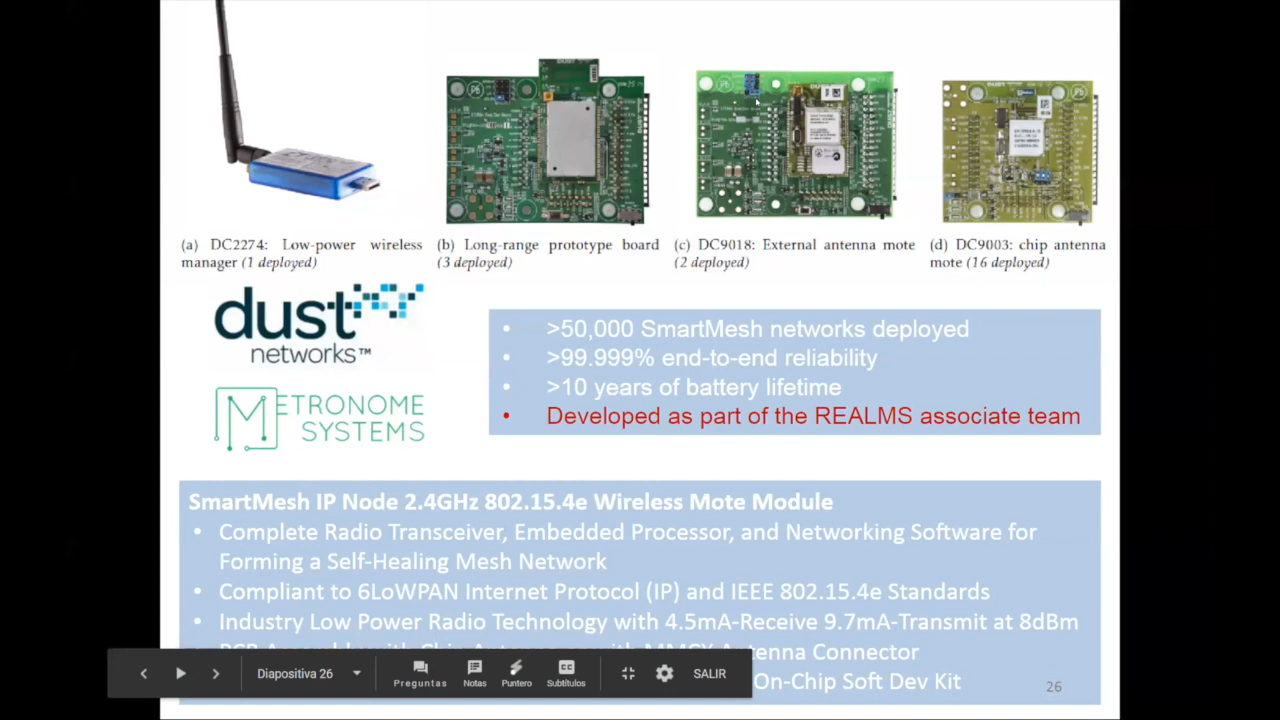 (a) DC2274: Low-power wireless
manager (1 deployed)
(b) Long-range prototype board
(3 deployed)
(c) DC9018: External antenna mote
(2 deployed)
(d) DC9003: chip antenna
mote (16 deployed)
dust
networks™
METRONOME
SYSTEMS
• >50,000 SmartMesh networks deployed
• >99.999% end-to-end reliability
• >10 years of battery lifetime
• Developed as part of the REALMS associate team
SmartMesh IP Node 2.4GHz 802.15.4e Wireless Mote Module
• Complete Radio Transceiver, Embedded Processor, and Networking Software for
Forming a Self-Healing Mesh Network
• Compliant to 6LoWPAN Internet Protocol (IP) and IEEE 802.15.4e Standards
• Industry Low Power Radio Technology with 4.5mA-Receive 9.7mA-Transmit at 8dBm
Antenna Connector
On-Chip Soft Dev Kit
26
Diapositiva 26
Preguntas
Notas
Puntero
Subtítulos
SALIR